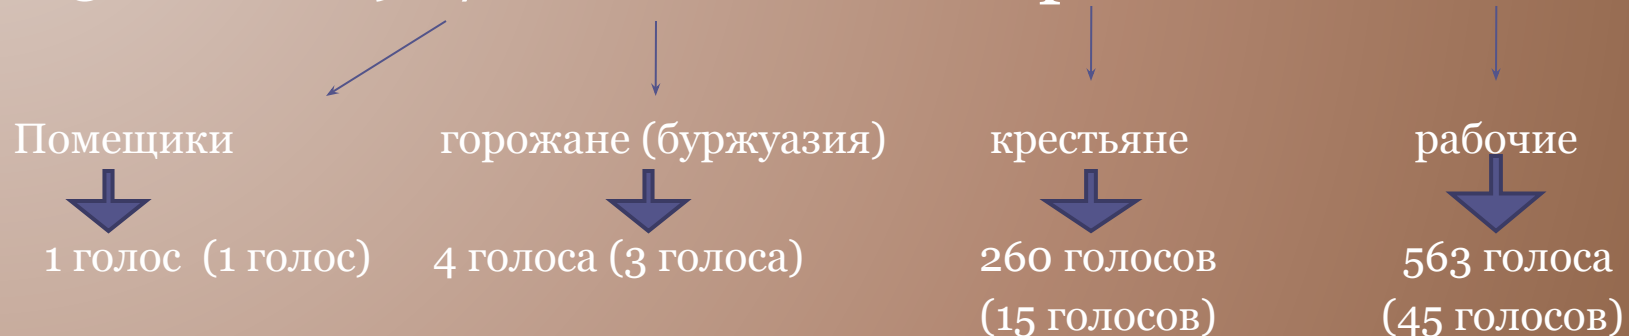 Помещики горожане (буржуазия) крестьяне рабочие
1 голос (1 голос) 4 голоса (3 голоса) 260 голосов 563 голоса
(15 голосов) (45 голосов)